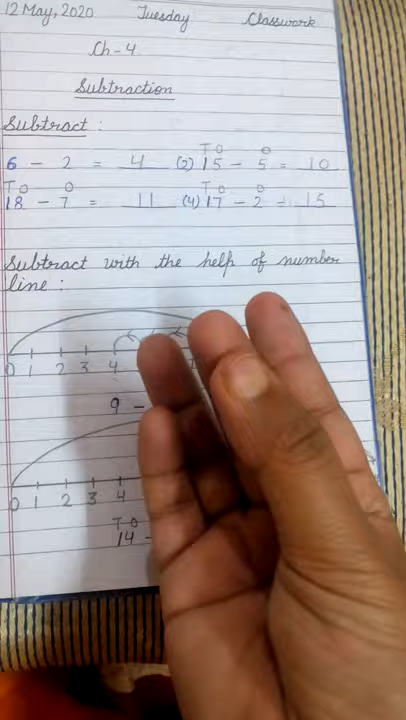 12 May, 2020 Tuesday Classwork
Ch-4
Subtraction
Subtract :
T O O
6 - 2 = 4 (2) 15 - 5 = 10
T O O T O O
18 - 7 = 11 (4) 17 - 2 = 15
Subtract with the help of number
line :
0 1 2 3 4
9 -
0 1 2 3 4
T O
14 -